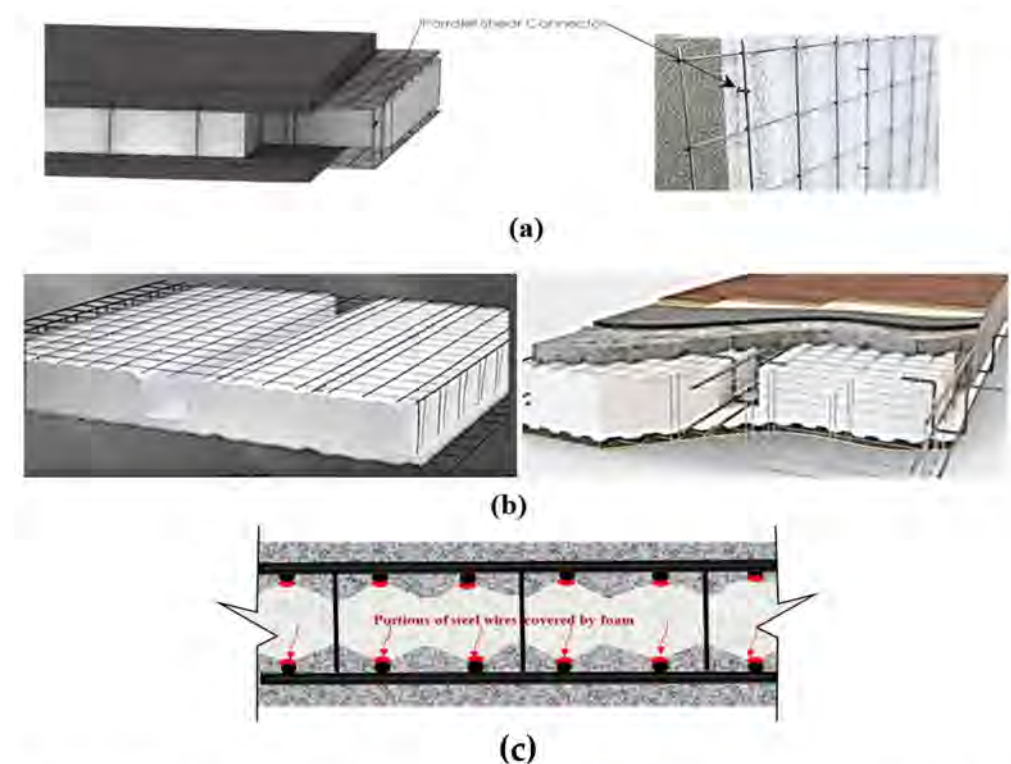 Parallel Shear Connector
(a)
(b)
Portions of steel wires covered by foam
(c)